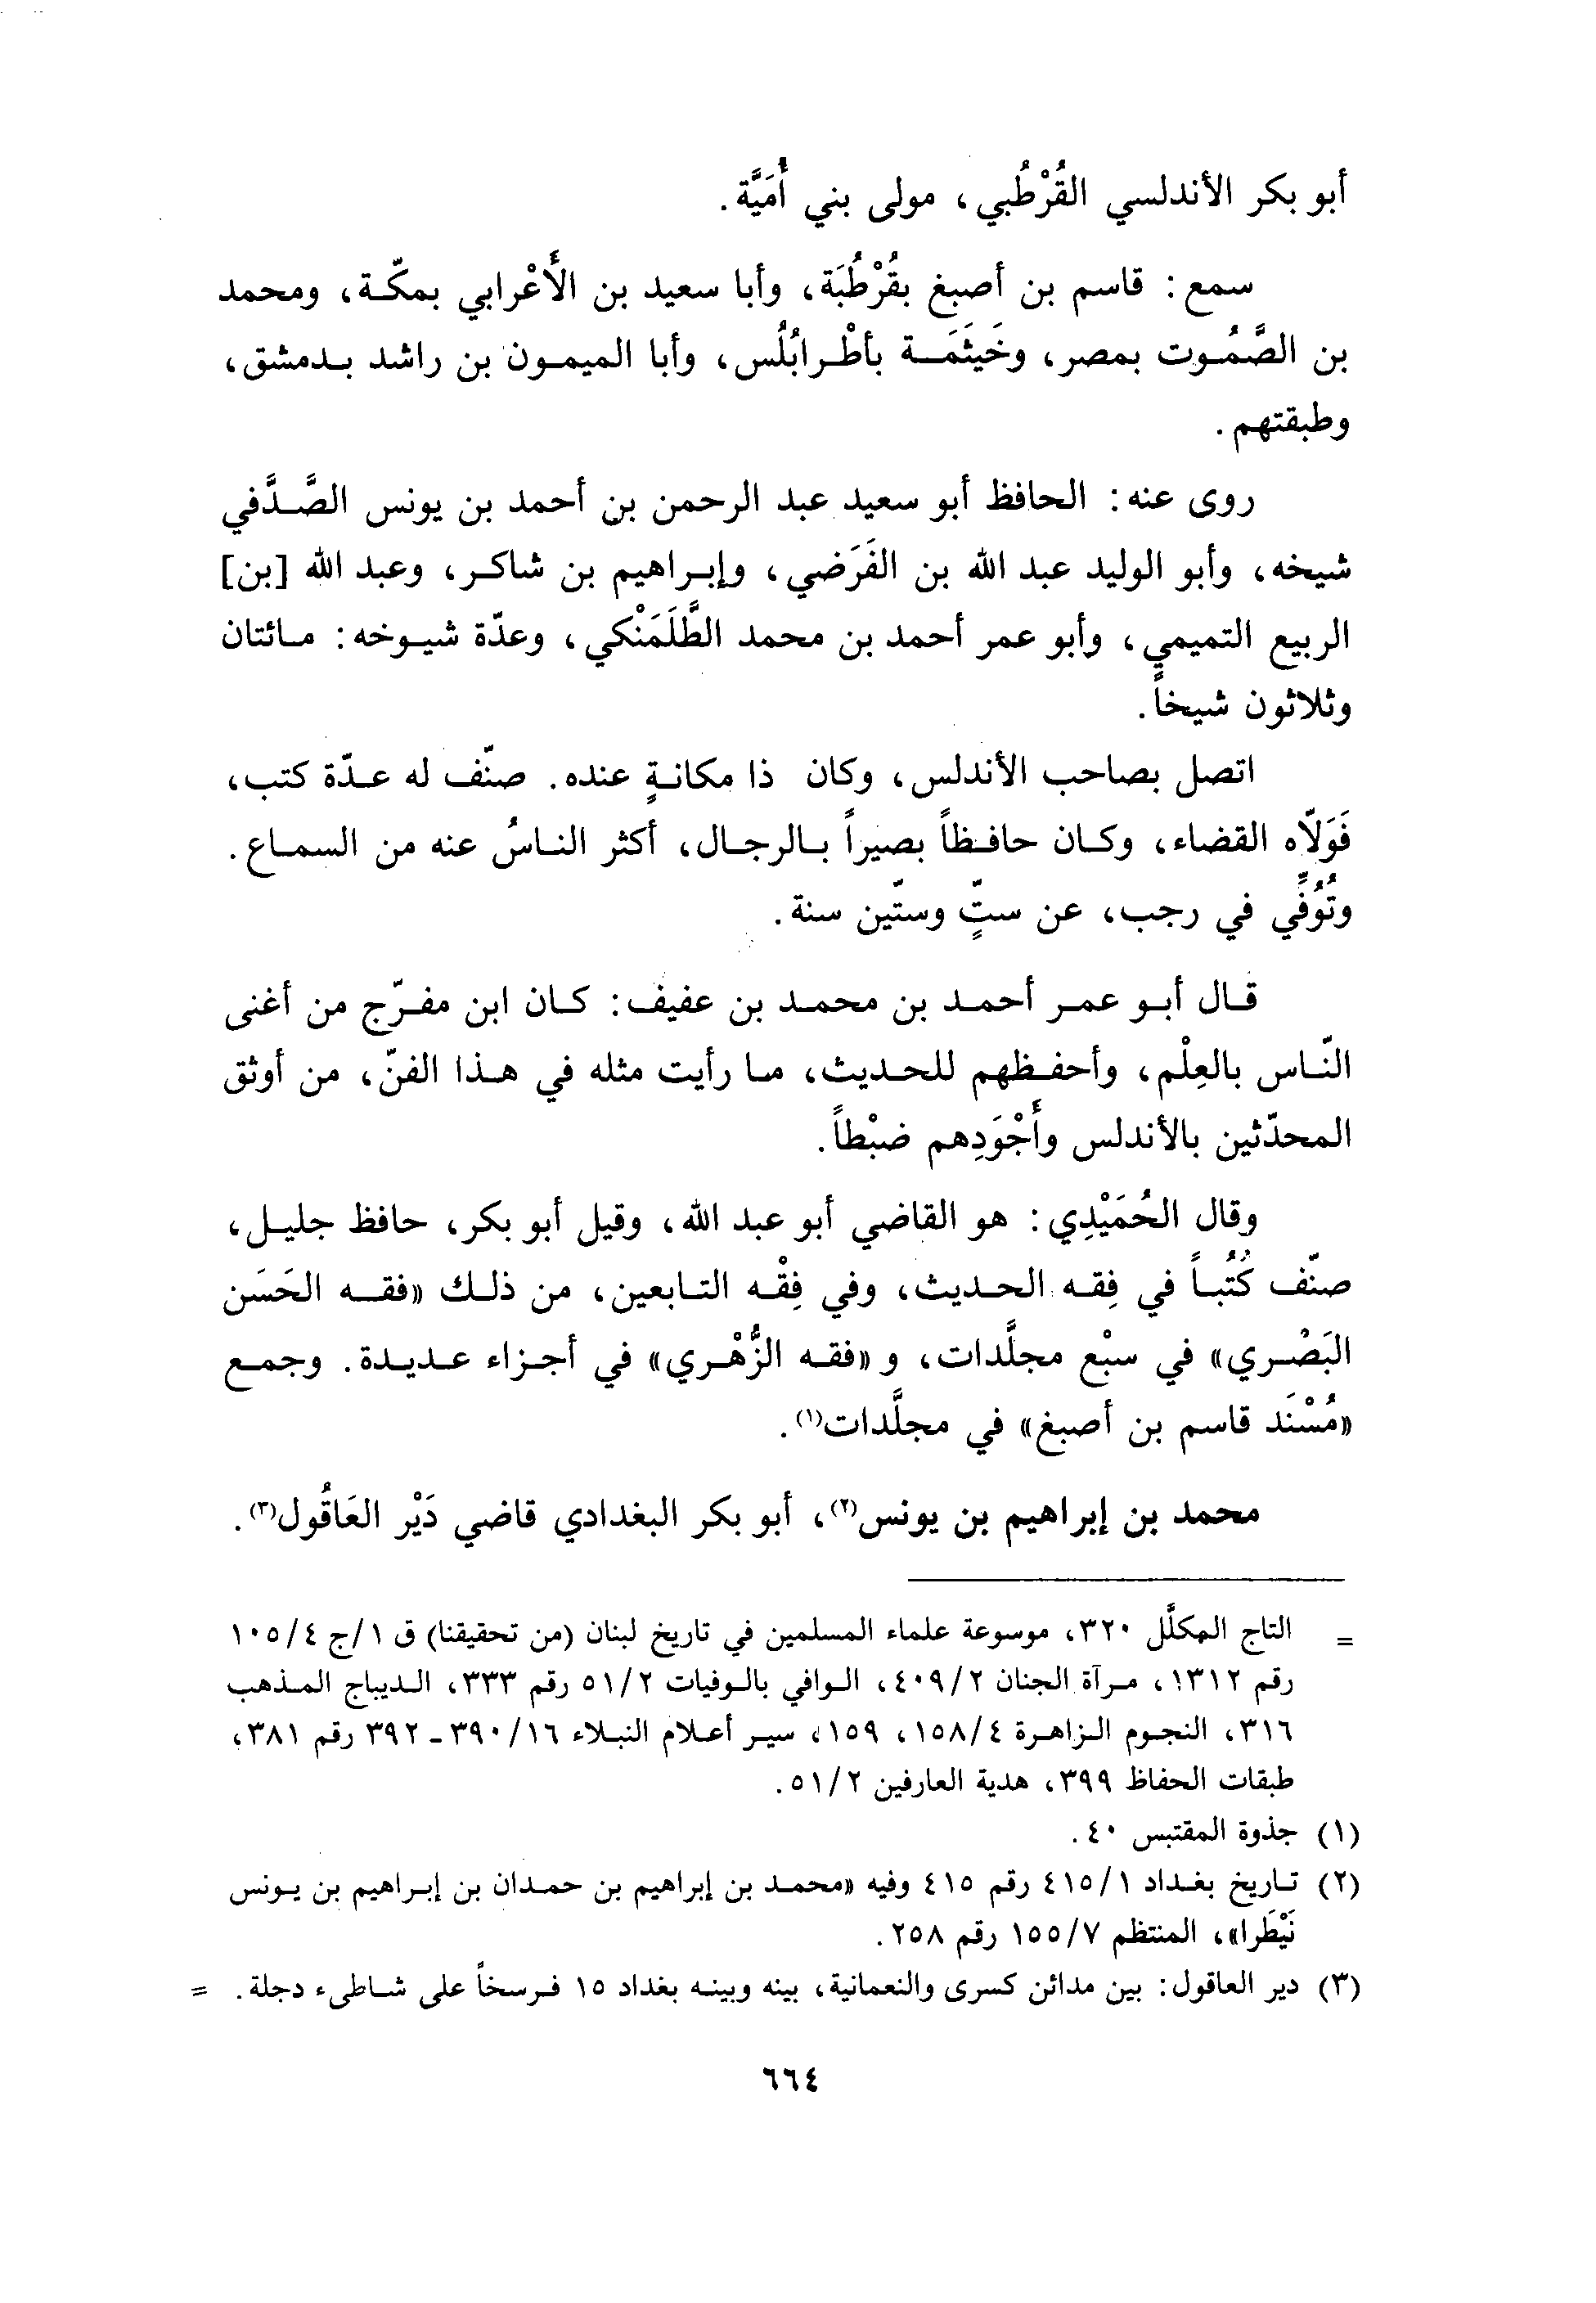 أبو بكر الأندلسي القُرْطُبي، مولى بني أُمَيَّة.
سمع: قاسم بن أصبغ بقُرْطُبَة، وأبا سعيد بن الأَعْرابي بمكّة، ومحمد
بن الصَّمُوت بمصر، وخَيثَمَة بأطْرابُلُس، وأبا الميمون بن راشد بدمشق،
وطبقتهم.
روى عنه: الحافظ أبو سعيد عبد الرحمن بن أحمد بن يونس الصَّدَّفي
شيخه، وأبو الوليد عبد الله بن الفَرَضي، وإبراهيم بن شاكر، وعبد الله [بن]
الربيع التميمي، وأبو عمر أحمد بن محمد الطَّلَمَنْكي، وعدّة شيوخه: مائتان
وثلاثون شيخاً.
اتصل بصاحب الأندلس، وكان ذا مكانةٍ عنده. صنّف له عدّة كتب،
فَوَلّاه القضاء، وكان حافظاً بصيراً بالرجال، أكثر الناسُ عنه من السماع.
وتُوُفِّي في رجب، عن ستٍّ وستّين سنة.
قال أبو عمر أحمد بن محمد بن عفيف: كان ابن مفرّج من أغنى
النّاس بالعِلْم، وأحفظهم للحديث، ما رأيت مثله في هذا الفنّ، من أوثق
المحدّثين بالأندلس وأَجْوَدِهم ضبْطاً.
وقال الحُمَيْدِي: هو القاضي أبو عبد الله، وقيل أبو بكر، حافظ جليل،
صنّف كُتُباً في فِقه الحديث، وفي فِقْه التابعين، من ذلك «فقه الحَسَن
البَصْري» في سبْع مجلَّدات، و «فقه الزُّهْري» في أجزاء عديدة. وجمع
«مُسْنَد قاسم بن أصبغ» في مجلَّدات(١).
محمد بن إبراهيم بن يونس(٢)، أبو بكر البغدادي قاضي دَيْر العَاقُول(٣).
= التاج المكلَّل ٣٢٠، موسوعة علماء المسلمين في تاريخ لبنان (من تحقيقنا) ق ١/ج ١٠٥/٤
رقم ١٣١٢، مرآة الجنان ٤٠٩/٢، الوافي بالوفيات ٥١/٢ رقم ٣٣٣، الديباج المذهب
٣١٦، النجوم الزاهرة ١٥٨/٤، ١٥٩، سير أعلام النبلاء ٣٩٠/١٦ - ٣٩٢ رقم ٣٨١،
طبقات الحفاظ ٣٩٩، هدية العارفين ٥١/٢.
(١) جذوة المقتبس ٤٠.
(٢) تاريخ بغداد ٤١٥/١ رقم ٤١٥ وفيه «محمد بن إبراهيم بن حمدان بن إبراهيم بن يونس
نَيْطَرا»، المنتظم ١٥٥/٧ رقم ٢٥٨.
(٣) دير العاقول: بين مدائن كسرى والنعمانية، بينه وبينه بغداد ١٥ فرسخاً على شاطىء دجلة. =
٦٦٤